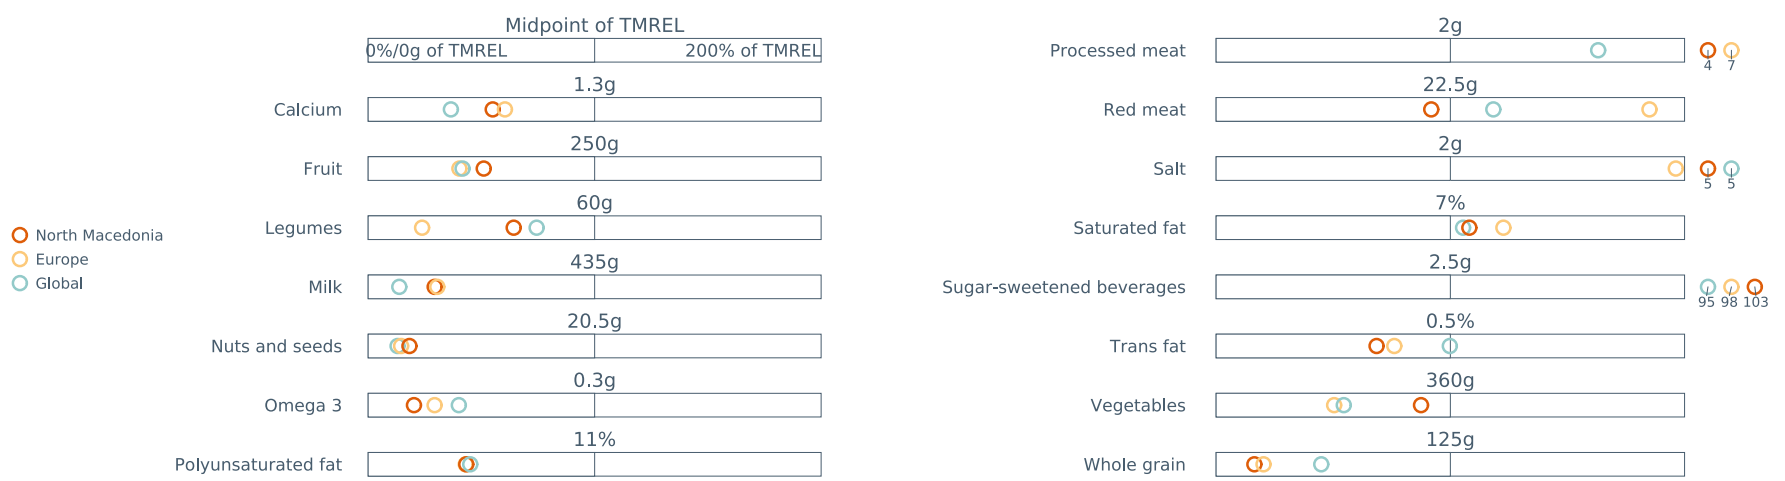 Midpoint of TMREL
0%/0g of TMREL 200% of TMREL
1.3g
Calcium
250g
Fruit
60g
Legumes
435g
Milk
20.5g
Nuts and seeds
0.3g
Omega 3
11%
Polyunsaturated fat
North Macedonia
Europe
Global
2g
Processed meat
4 7
22.5g
Red meat
2g
Salt
5 5
7%
Saturated fat
2.5g
Sugar-sweetened beverages
95 98 103
0.5%
Trans fat
360g
Vegetables
125g
Whole grain